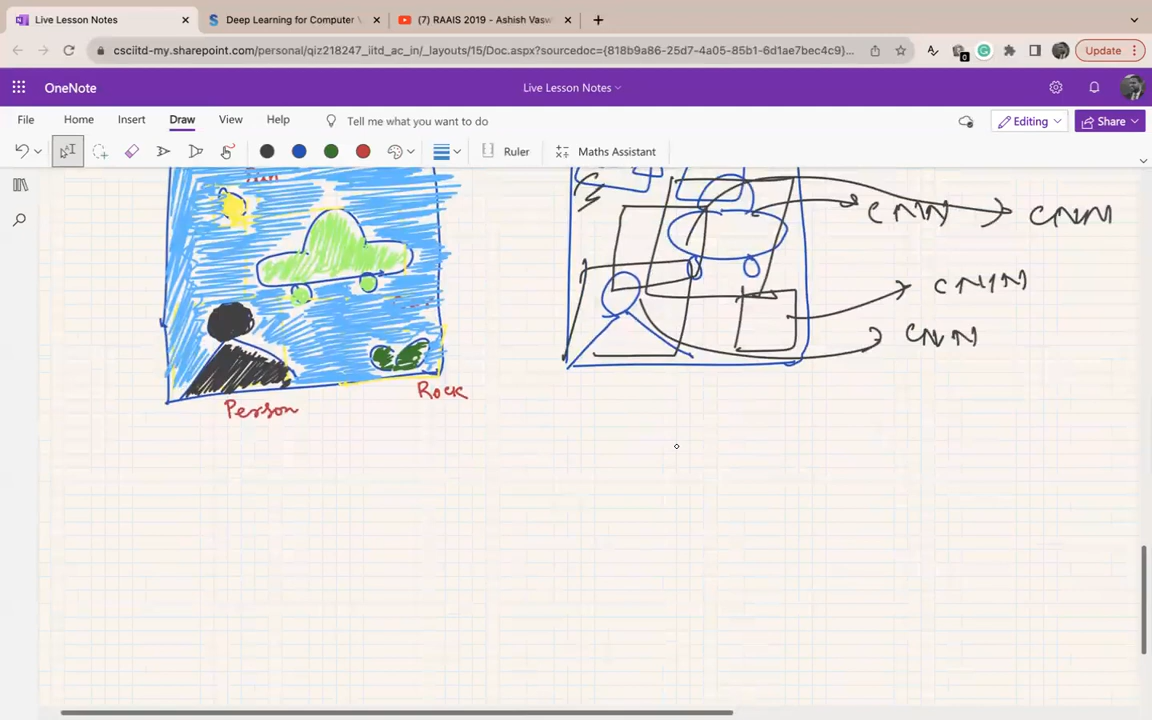 Live Lesson Notes
Deep Learning for Computer V
(7) RAAIS 2019 - Ashish Vasw
csciitd-my.sharepoint.com/personal/qiz218247_iitd_ac_in/_layouts/15/Doc.aspx?sourcedoc={818b9a86-25d7-4a05-85b1-6d1ae7bec4c9}...
0
Update
OneNote
Live Lesson Notes
File
Home
Insert
Draw
View
Help
Tell me what you want to do
Editing
Share
Ruler
Maths Assistant
CNN
CNN
CNN
CNN
Rock
Person